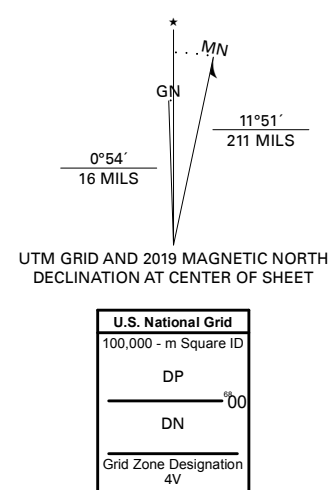 ★
MN
GN
11°51´
211 MILS
0°54´
16 MILS
UTM GRID AND 2019 MAGNETIC NORTH
DECLINATION AT CENTER OF SHEET
U.S. National Grid
100,000 - m Square ID
DP
6800
DN
Grid Zone Designation
4V